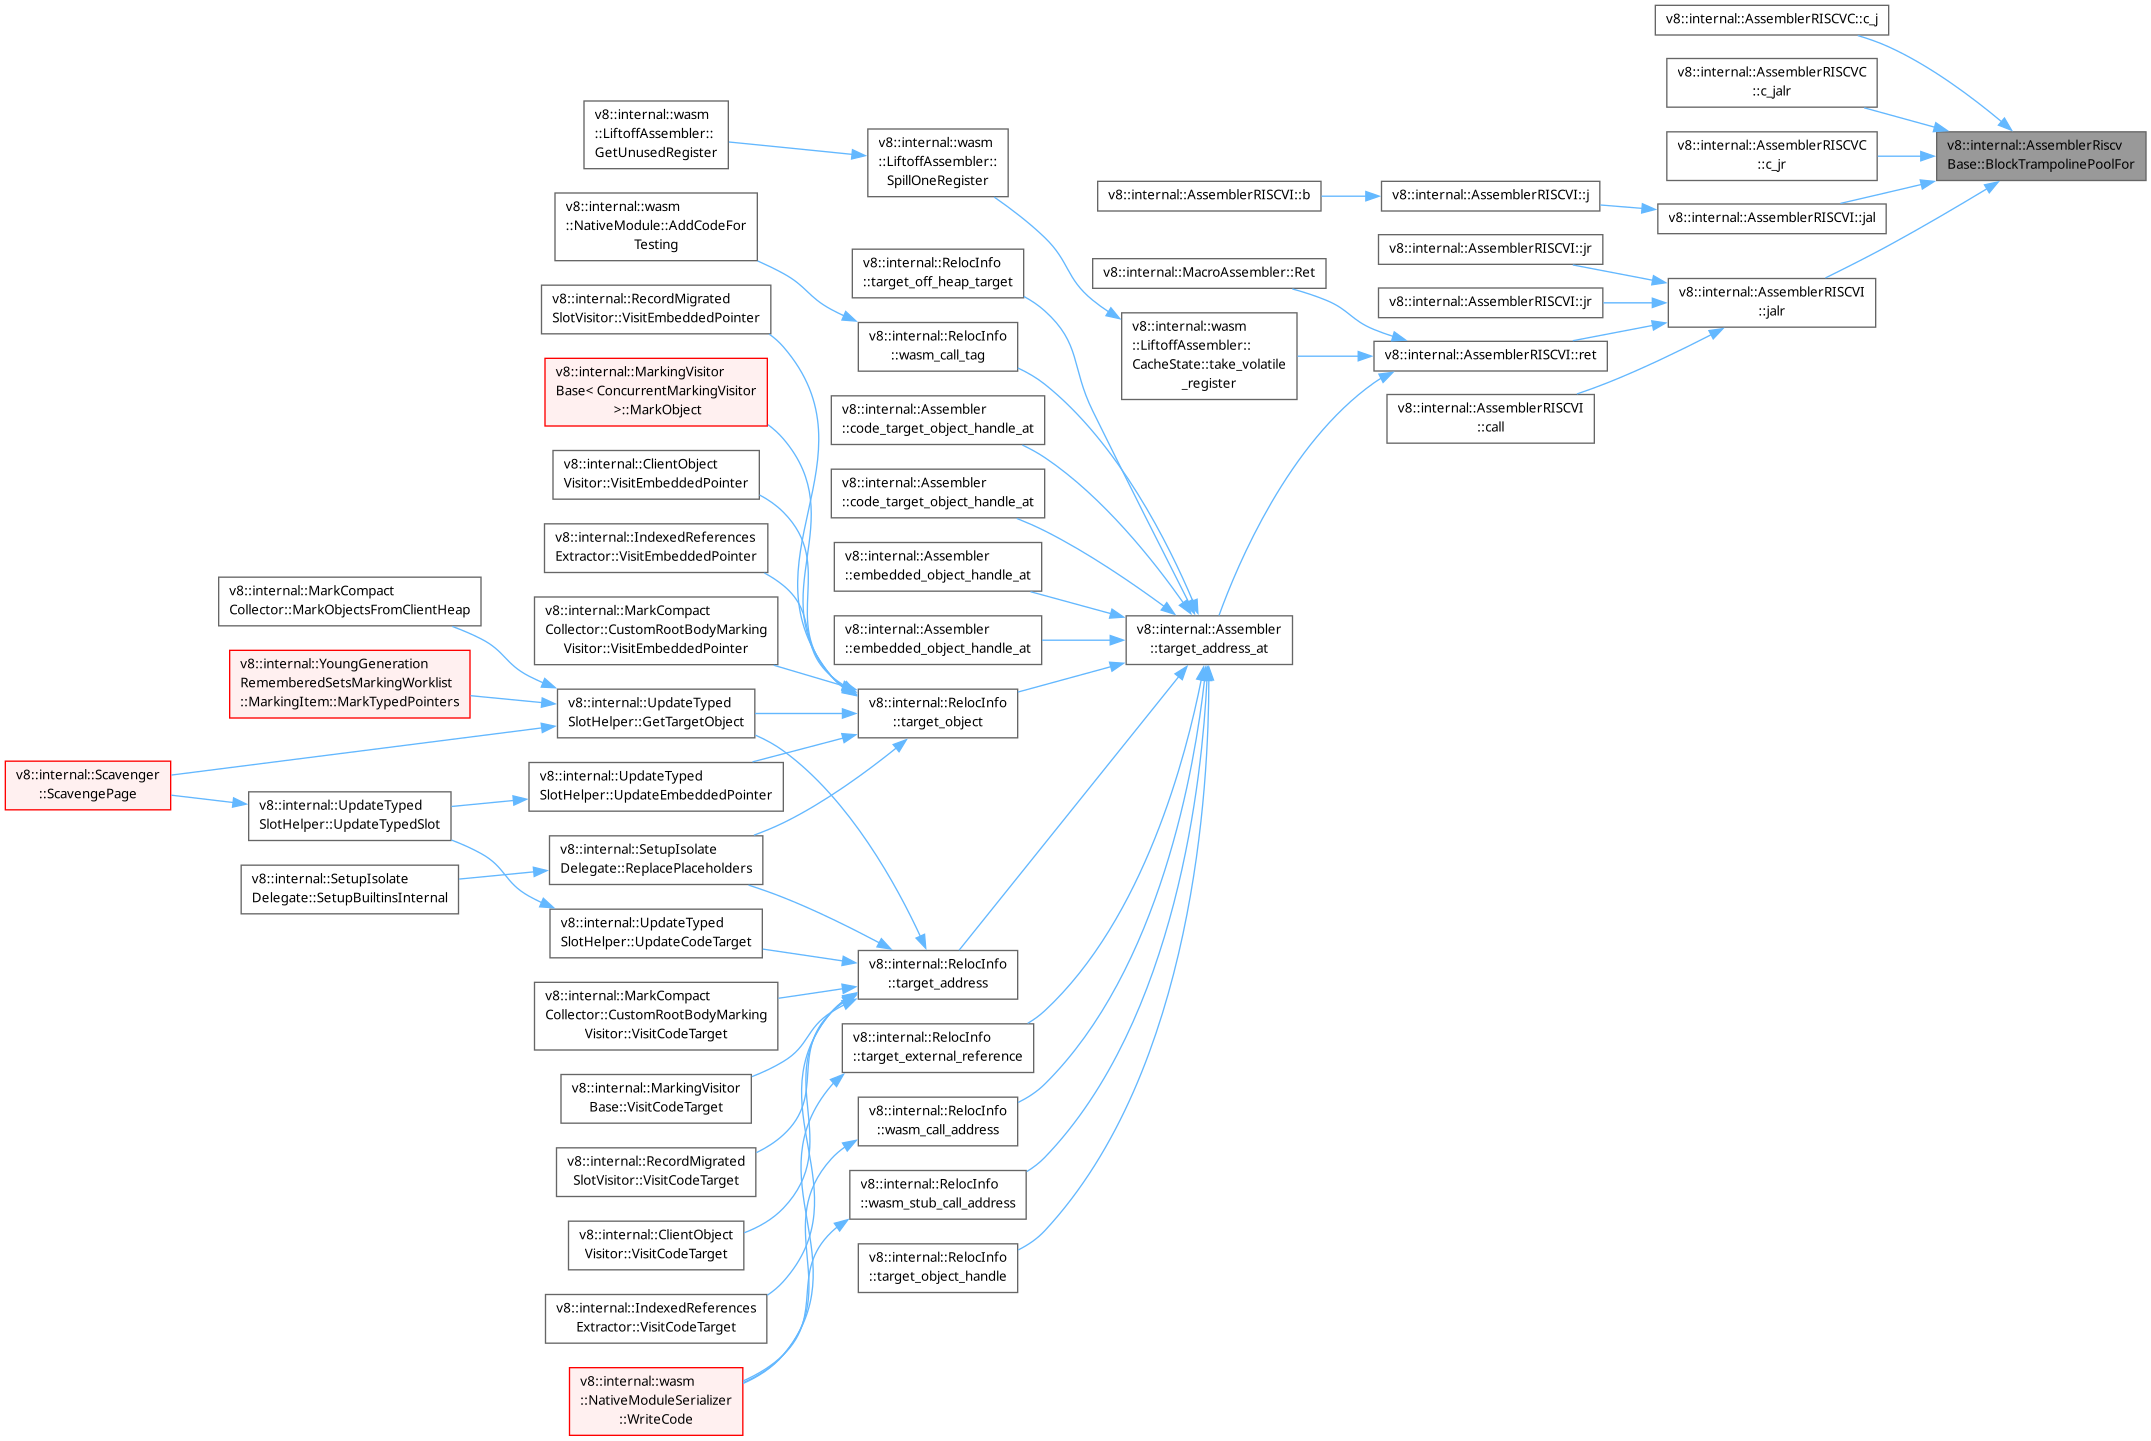 v8::internal::AssemblerRISCVC::c_j
v8::internal::AssemblerRISCVC
::c_jalr
v8::internal::AssemblerRISCVC
::c_jr
v8::internal::AssemblerRiscv
Base::BlockTrampolinePoolFor
v8::internal::AssemblerRISCVI::jal
v8::internal::AssemblerRISCVI::j
v8::internal::AssemblerRISCVI::b
v8::internal::AssemblerRISCVI
::jalr
v8::internal::AssemblerRISCVI::jr
v8::internal::AssemblerRISCVI::jr
v8::internal::AssemblerRISCVI::ret
v8::internal::AssemblerRISCVI
::call
v8::internal::MacroAssembler::Ret
v8::internal::wasm
::LiftoffAssembler::
CacheState::take_volatile
_register
v8::internal::wasm
::LiftoffAssembler::
SpillOneRegister
v8::internal::wasm
::LiftoffAssembler::
GetUnusedRegister
v8::internal::Assembler
::target_address_at
v8::internal::RelocInfo
::target_off_heap_target
v8::internal::RelocInfo
::wasm_call_tag
v8::internal::wasm
::NativeModule::AddCodeFor
Testing
v8::internal::Assembler
::code_target_object_handle_at
v8::internal::Assembler
::code_target_object_handle_at
v8::internal::Assembler
::embedded_object_handle_at
v8::internal::Assembler
::embedded_object_handle_at
v8::internal::RelocInfo
::target_object
v8::internal::RecordMigrated
SlotVisitor::VisitEmbeddedPointer
v8::internal::MarkingVisitor
Base< ConcurrentMarkingVisitor
>::MarkObject
v8::internal::ClientObject
Visitor::VisitEmbeddedPointer
v8::internal::IndexedReferences
Extractor::VisitEmbeddedPointer
v8::internal::MarkCompact
Collector::CustomRootBodyMarking
Visitor::VisitEmbeddedPointer
v8::internal::UpdateTyped
SlotHelper::GetTargetObject
v8::internal::MarkCompact
Collector::MarkObjectsFromClientHeap
v8::internal::YoungGeneration
RememberedSetsMarkingWorklist
::MarkingItem::MarkTypedPointers
v8::internal::Scavenger
::ScavengePage
v8::internal::UpdateTyped
SlotHelper::UpdateEmbeddedPointer
v8::internal::UpdateTyped
SlotHelper::UpdateTypedSlot
v8::internal::SetupIsolate
Delegate::ReplacePlaceholders
v8::internal::SetupIsolate
Delegate::SetupBuiltinsInternal
v8::internal::UpdateTyped
SlotHelper::UpdateCodeTarget
v8::internal::RelocInfo
::target_address
v8::internal::MarkCompact
Collector::CustomRootBodyMarking
Visitor::VisitCodeTarget
v8::internal::MarkingVisitor
Base::VisitCodeTarget
v8::internal::RecordMigrated
SlotVisitor::VisitCodeTarget
v8::internal::ClientObject
Visitor::VisitCodeTarget
v8::internal::IndexedReferences
Extractor::VisitCodeTarget
v8::internal::wasm
::NativeModuleSerializer
::WriteCode
v8::internal::RelocInfo
::target_external_reference
v8::internal::RelocInfo
::wasm_call_address
v8::internal::RelocInfo
::wasm_stub_call_address
v8::internal::RelocInfo
::target_object_handle